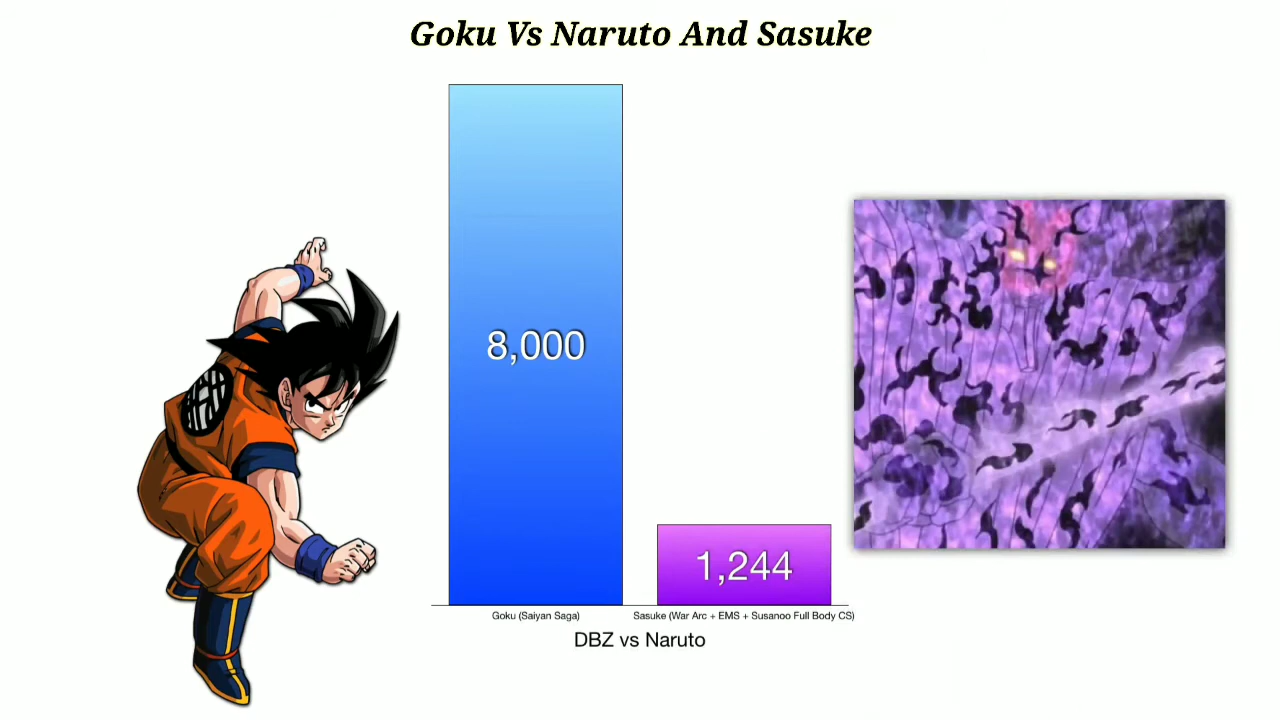 Goku Vs Naruto And Sasuke
8,000
1,244
Goku (Saiyan Saga)
Sasuke (War Arc + EMS + Susanoo Full Body CS)
DBZ vs Naruto